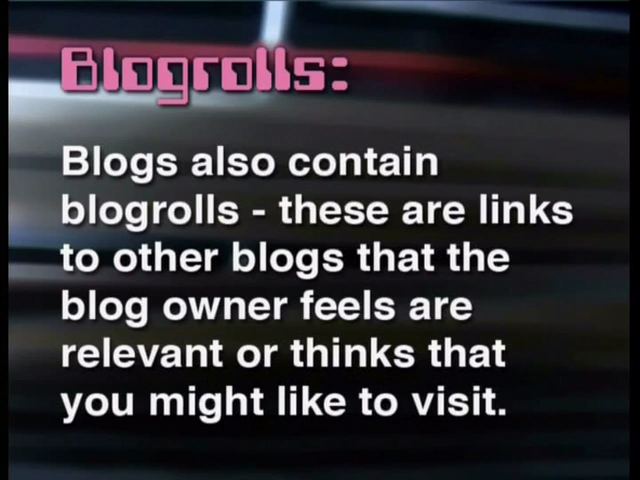 Blogrolls:
Blogs also contain
blogrolls - these are links
to other blogs that the
blog owner feels are
relevant or thinks that
you might like to visit.